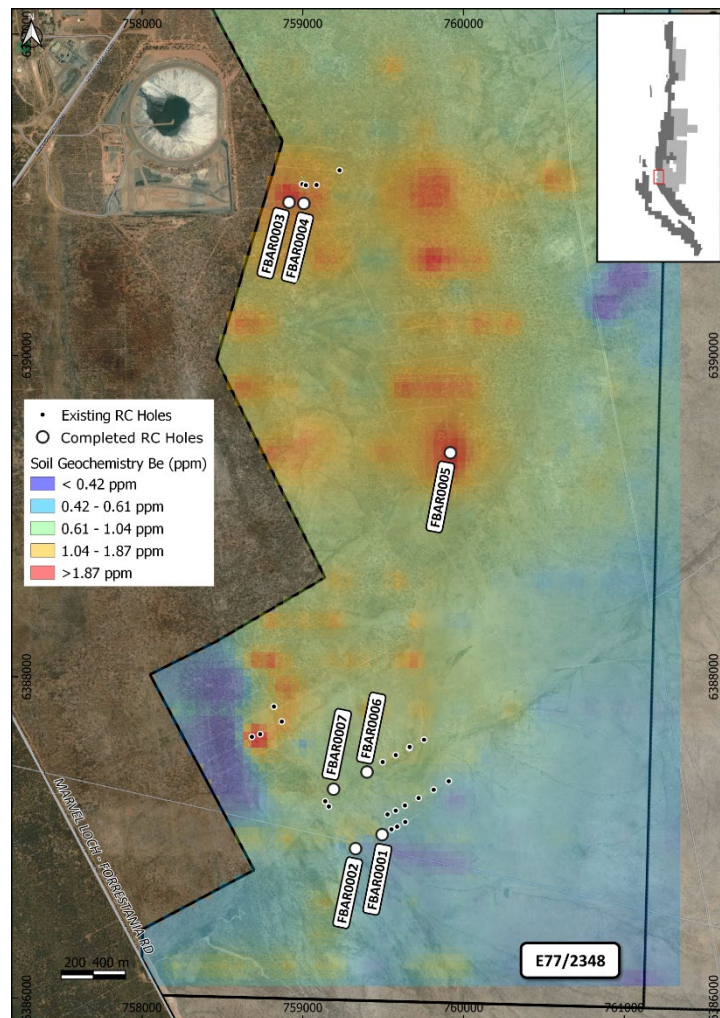 758000
759000
760000
6392000
6392000
FBAR0003
FBAR0004
6390000
6390000
Existing RC Holes
Completed RC Holes
Soil Geochemistry Be (ppm)
< 0.42 ppm
0.42 - 0.61 ppm
0.61 - 1.04 ppm
1.04 - 1.87 ppm
>1.87 ppm
FBAR0005
6388000
6388000
FBAR0007
FBAR0006
MARVEL LOCH - FORRESTANIA RD
FBAR0002
FBAR0001
200 400 m
E77/2348
6386000
6386000
758000
759000
760000
761000